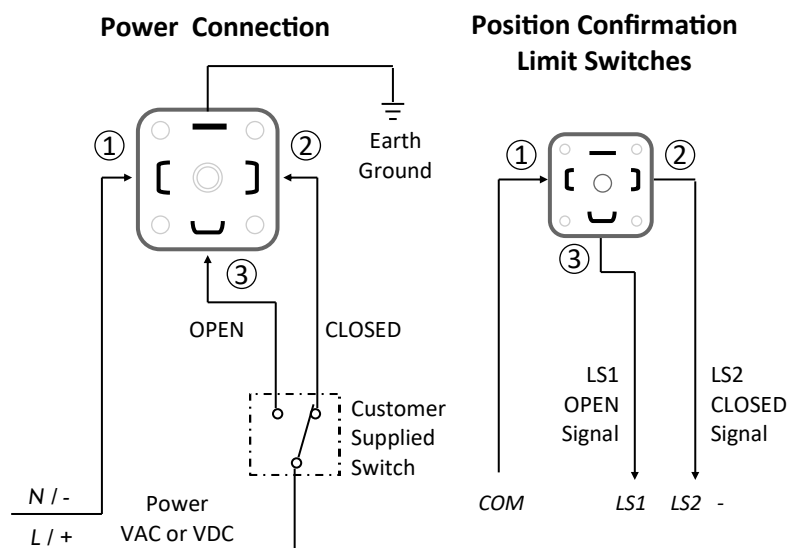 Power Connection
1
2
Earth
Ground
3
OPEN
CLOSED
Customer
Supplied
Switch
N / -
L / +
Power
VAC or VDC
Position Confirmation
Limit Switches
1
2
3
LS1
OPEN
Signal
LS2
CLOSED
Signal
COM
LS1
LS2 -